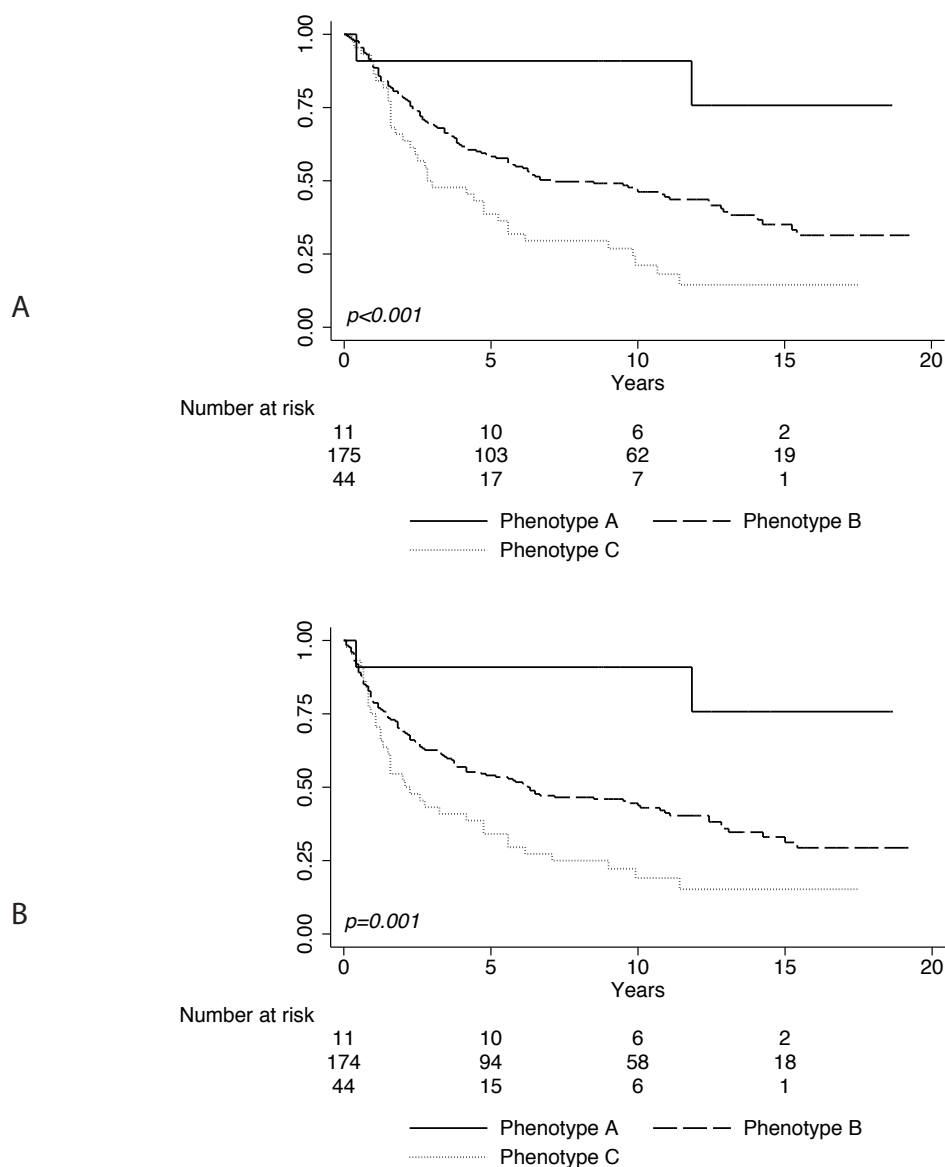 1.00
0.75
0.50
0.25
0.00
A
p<0.001
0 5 10 15 20
Years
Number at risk
11 10 6 2
175 103 62 19
44 17 7 1
Phenotype A Phenotype B
Phenotype C
1.00
0.75
0.50
0.25
0.00
B
p=0.001
0 5 10 15 20
Years
Number at risk
11 10 6 2
174 94 58 18
44 15 6 1
Phenotype A Phenotype B
Phenotype C